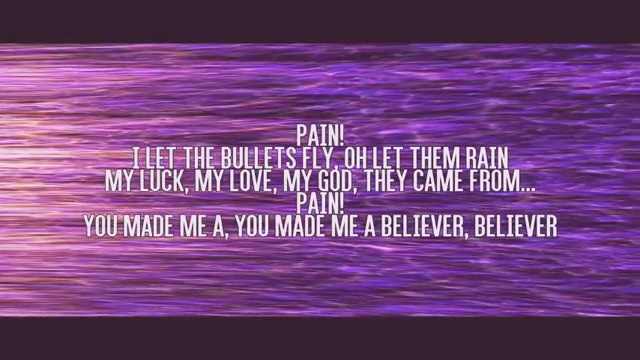 PAIN!
I LET THE BULLETS FLY, OH LET THEM RAIN
MY LUCK, MY LOVE, MY GOD, THEY CAME FROM...
PAIN!
YOU MADE ME A, YOU MADE ME A BELIEVER, BELIEVER